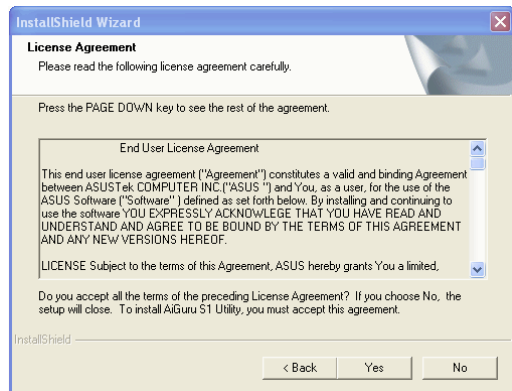 InstallShield Wizard
License Agreement
Please read the following license agreement carefully.
Press the PAGE DOWN key to see the rest of the agreement.
End User License Agreement
This end user license agreement ("Agreement") constitutes a valid and binding Agreement
between ASUSTek COMPUTER INC.("ASUS ") and You, as a user, for the use of the
ASUS Software ("Software" ) defined as set forth below. By installing and continuing to
use the software YOU EXPRESSLY ACKNOWLEGE THAT YOU HAVE READ AND
UNDERSTAND AND AGREE TO BE BOUND BY THE TERMS OF THIS AGREEMENT
AND ANY NEW VERSIONS HEREOF.
LICENSE Subject to the terms of this Agreement, ASUS hereby grants You a limited,
Do you accept all the terms of the preceding License Agreement? If you choose No, the
setup will close. To install AiGuru S1 Utility, you must accept this agreement.
InstallShield
< Back Yes No